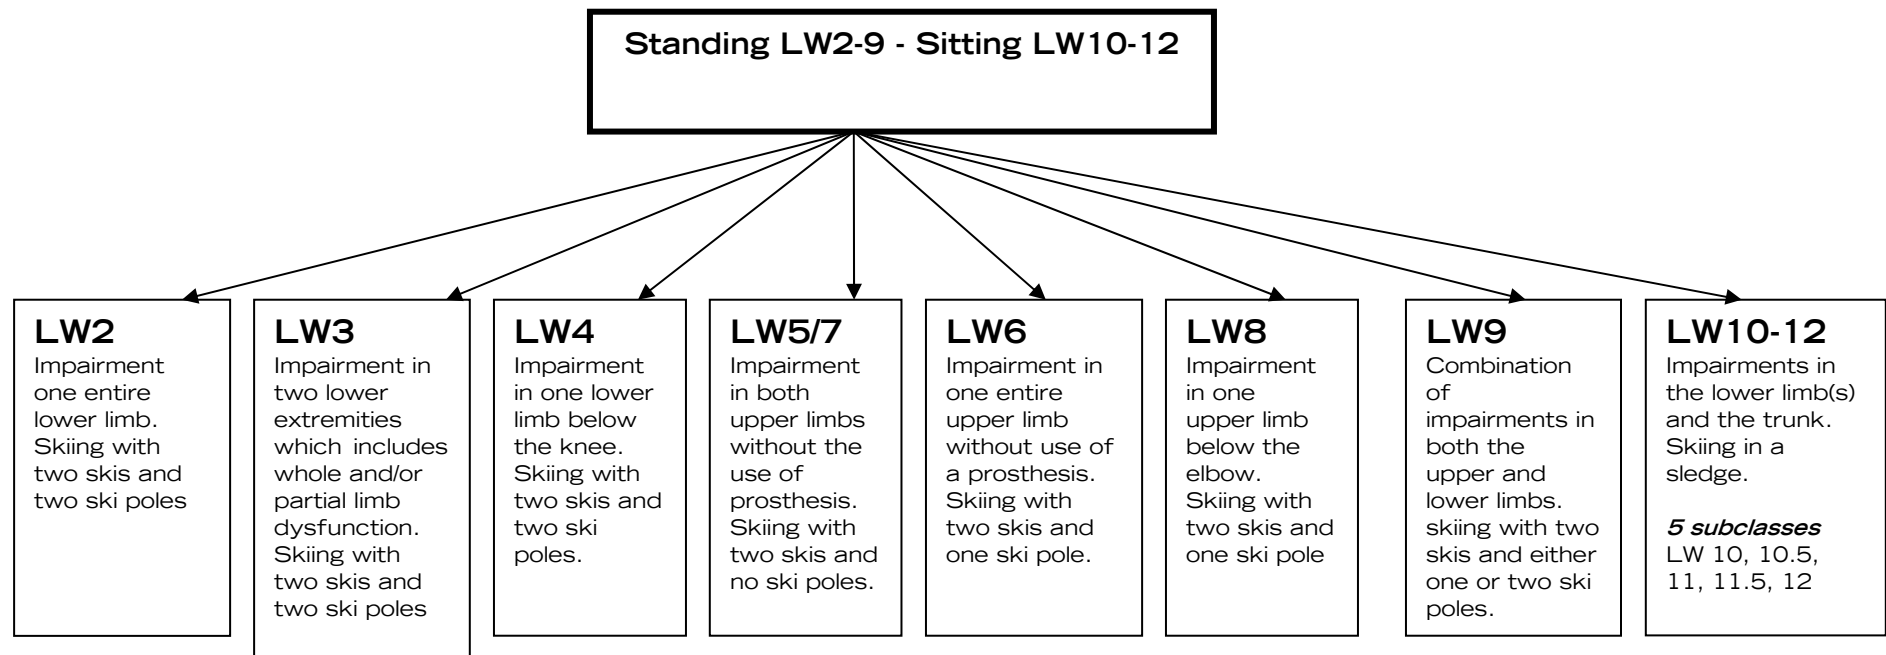 Standing LW2-9 - Sitting LW10-12
LW2
Impairment
one entire
lower limb.
Skiing with
two skis and
two ski poles
LW3
Impairment in
two lower
extremities
which includes
whole and/or
partial limb
dysfunction.
Skiing with
two skis and
two ski poles
LW4
Impairment
in one lower
limb below
the knee.
Skiing with
two skis and
two ski
poles.
LW5/7
Impairment
in both
upper limbs
without the
use of
prosthesis.
Skiing with
two skis and
no ski poles.
LW6
Impairment in
one entire
upper limb
without use of
a prosthesis.
Skiing with
two skis and
one ski pole.
LW8
Impairment
in one
upper limb
below the
elbow.
Skiing with
two skis and
one ski pole
LW9
Combination
of
impairments in
both the
upper and
lower limbs.
skiing with two
skis and either
one or two ski
poles.
LW10-12
Impairments in
the lower limb(s)
and the trunk.
Skiing in a
sledge.
5 subclasses
LW 10, 10.5,
11, 11.5, 12